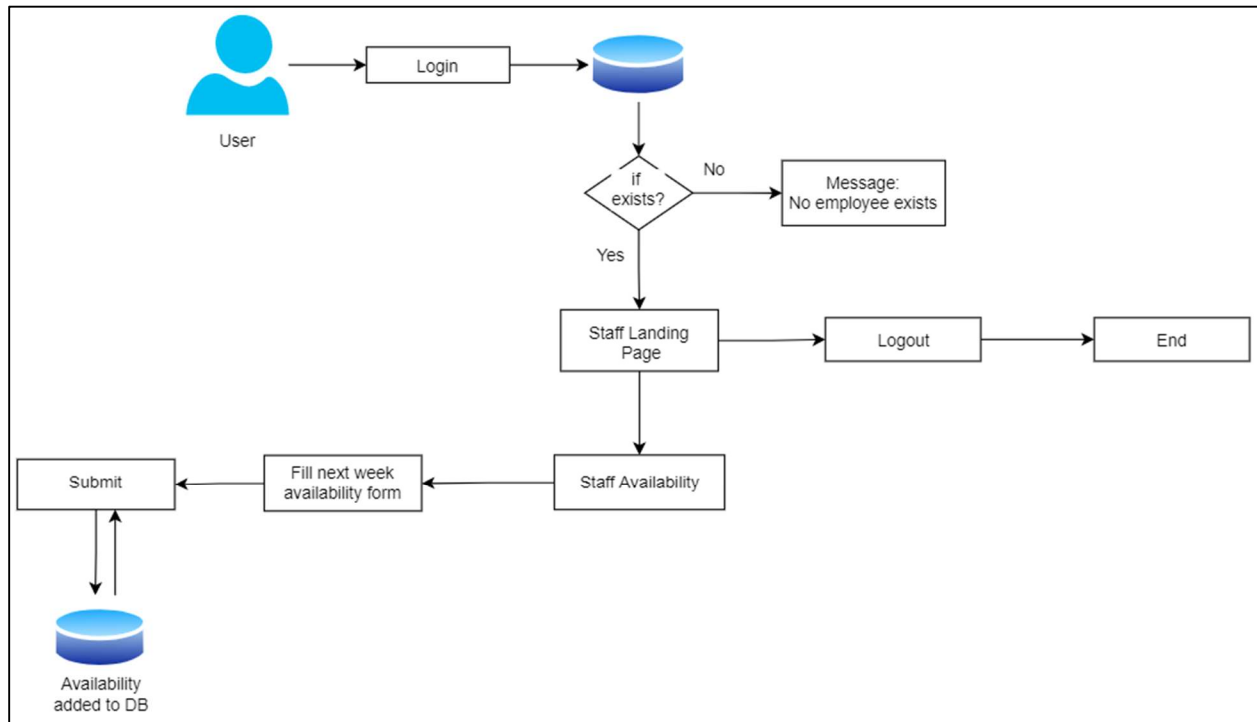 Login
User
if
exists?
No
Message:
No employee exists
Yes
Staff Landing
Page
Logout
End
Submit
Fill next week
availability form
Staff Availability
Availability
added to DB